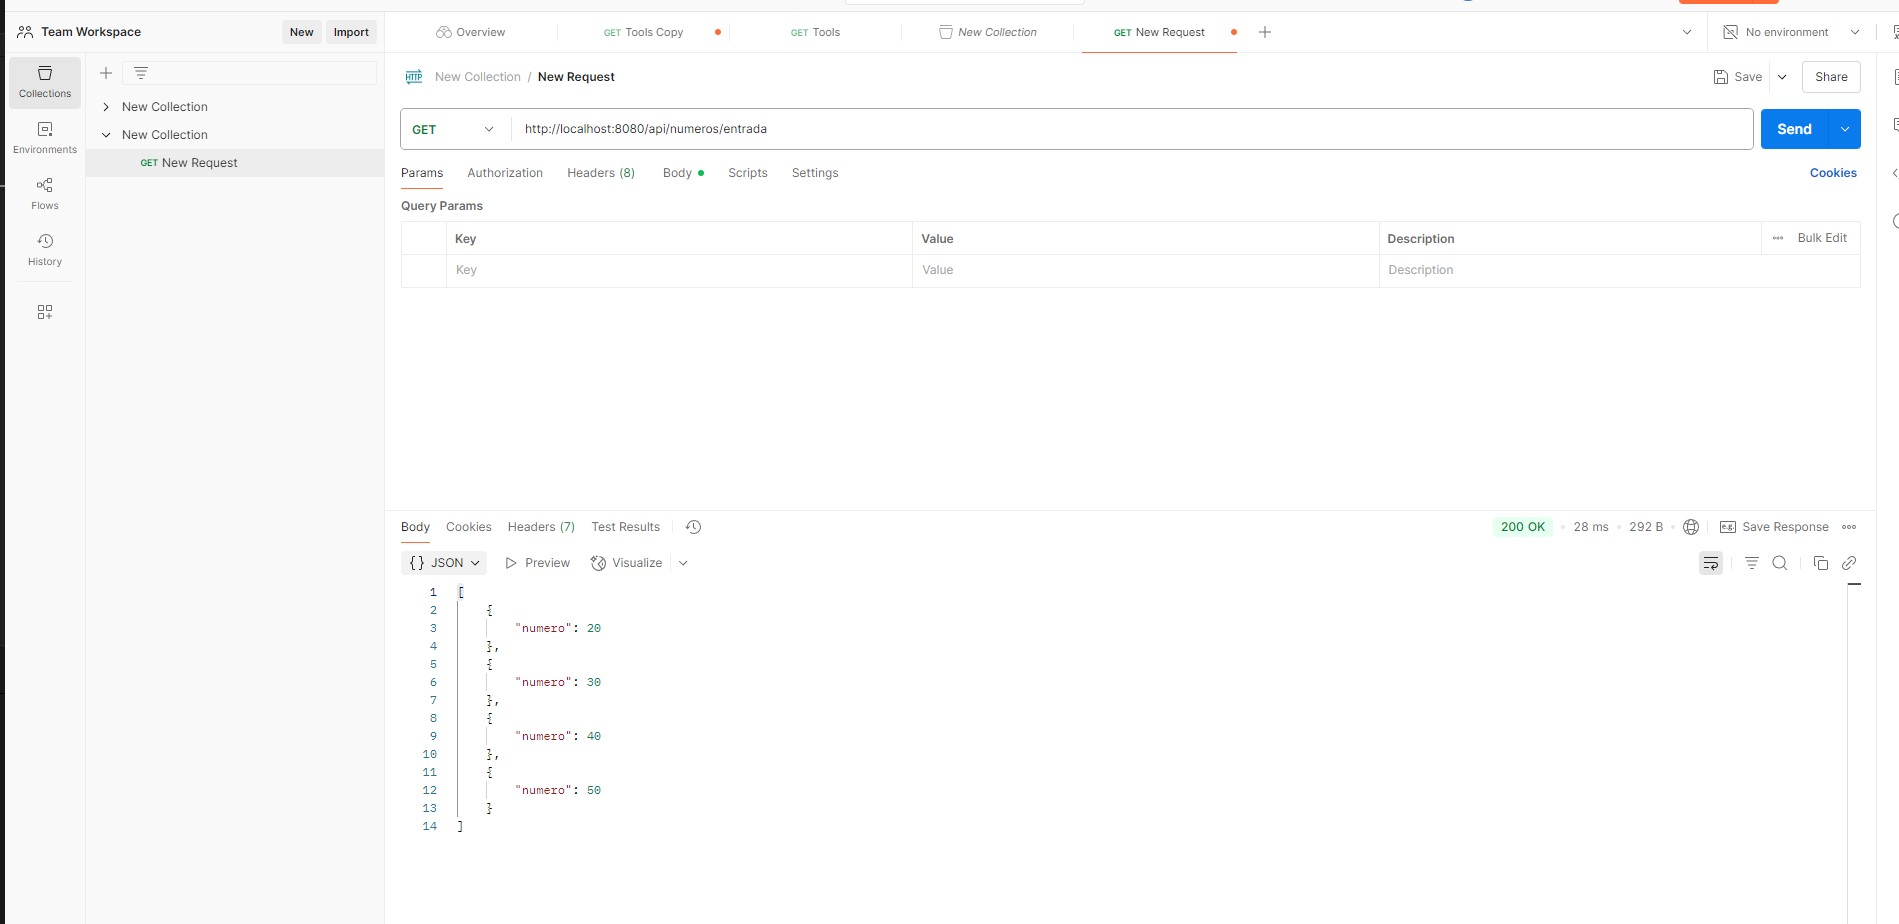 Team Workspace
New
Import
Overview
GET Tools Copy
GET Tools
New Collection
GET New Request
No environment
Collections
Environments
Flows
History
New Collection
New Collection
GET New Request
HTTP New Collection / New Request
Save
Share
GET
http://localhost:8080/api/numeros/entrada
Send
Params
Authorization
Headers (8)
Body
Scripts
Settings
Cookies
Query Params
Key
Value
Description
Bulk Edit
Key
Value
Description
Body
Cookies
Headers (7)
Test Results
200 OK
28 ms
292 B
e.g.
Save Response
{} JSON
Preview
Visualize
1 [
2 {
3 "numero": 20
4 },
5 {
6 "numero": 30
7 },
8 {
9 "numero": 40
10 },
11 {
12 "numero": 50
13 }
14 ]